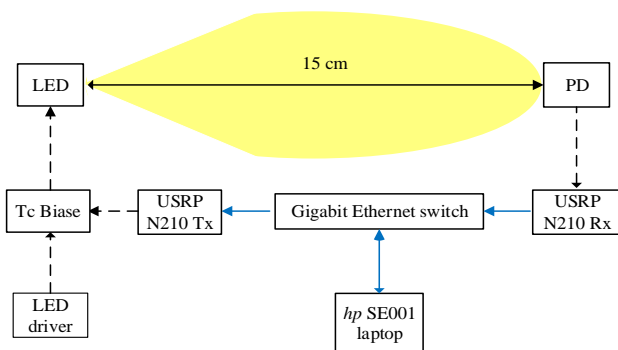 15 cm
LED
PD
Tc Biase
USRP
N210 Tx
Gigabit Ethernet switch
USRP
N210 Rx
LED
driver
hp SE001
laptop